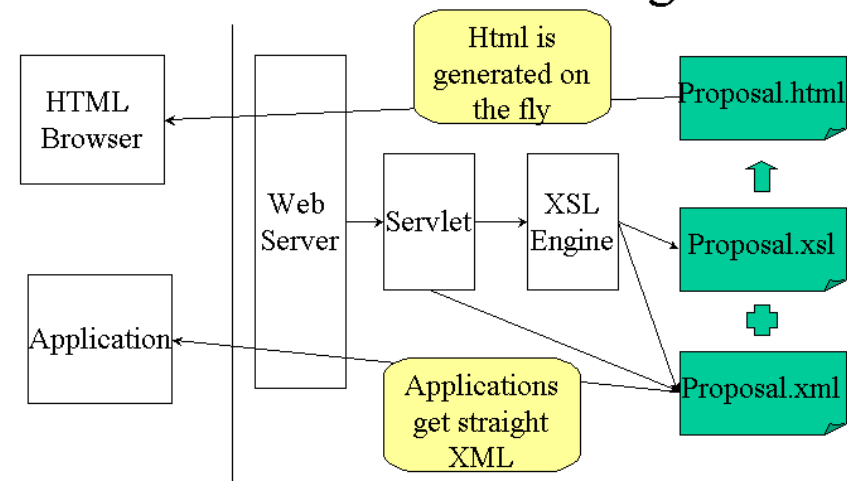 Html is
generated on
the fly
Proposal.html
HTML
Browser
Web
Server
Servlet
XSL
Engine
Proposal.xsl
Application
Applications
get straight
XML
Proposal.xml